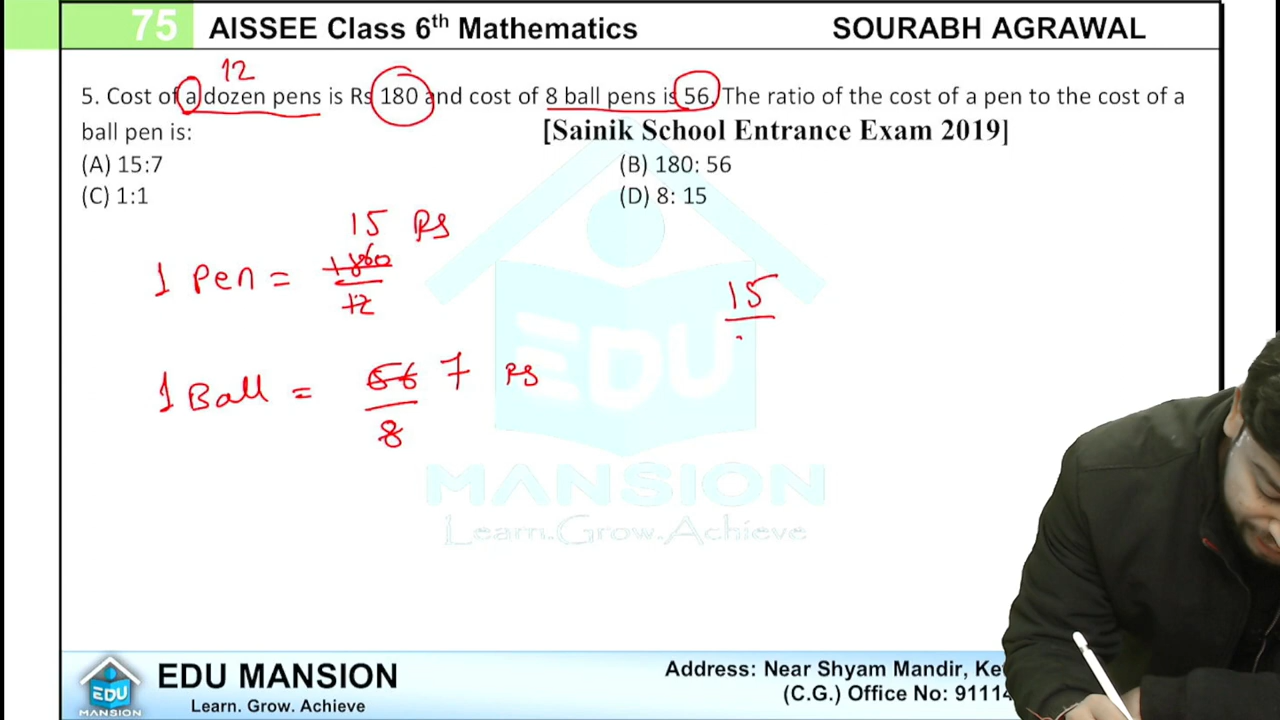 75 AISSEE Class 6th Mathematics SOURABH AGRAWAL
12
5. Cost of a dozen pens is Rs 180 and cost of 8 ball pens is 56. The ratio of the cost of a pen to the cost of a
ball pen is: [Sainik School Entrance Exam 2019]
(A) 15:7 (B) 180: 56
(C) 1:1 (D) 8: 15
15 Rs
1 Pen = 180
12
15
1 Ball = 56 7 Rs
8
EDU
MANSION
Learn.Grow.Achieve
EDU MANSION
Learn. Grow. Achieve
EDU
MANSION
Address: Near Shyam Mandir,
(C.G.) Office No: 91114